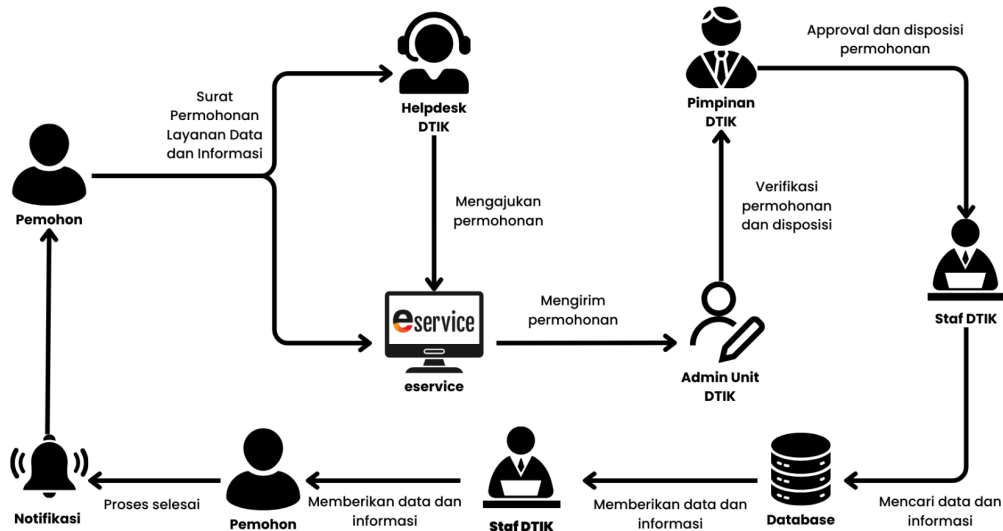 Surat
Permohonan
Layanan Data
dan Informasi
Pemohon
Helpdesk
DTIK
Mengajukan
permohonan
eservice
eservice
Mengirim
permohonan
Admin Unit
DTIK
Verifikasi
permohonan
dan disposisi
Pimpinan
DTIK
Approval dan disposisi
permohonan
Staf DTIK
Mencari data dan
informasi
Database
Memberikan data dan
informasi
Staf DTIK
Memberikan data dan
informasi
Pemohon
Proses selesai
Notifikasi